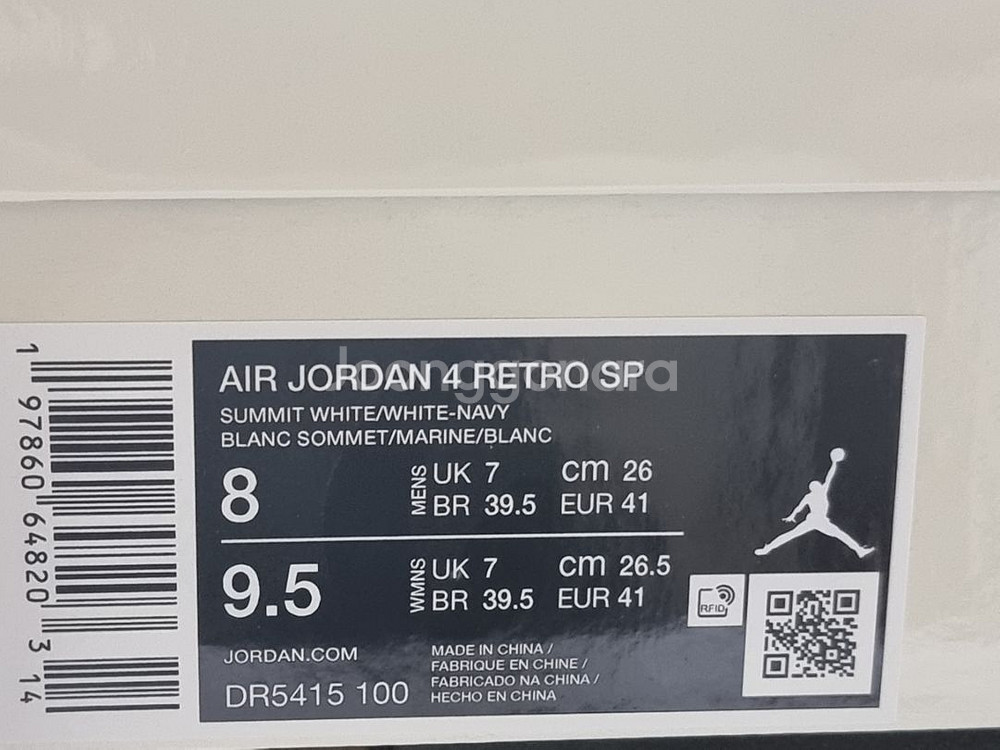 AIR JORDAN 4 RETRO SP
SUMMIT WHITE/WHITE-NAVY
BLANC SOMMET/MARINE/BLANC
8
MENS
UK 7 cm 26
BR 39.5 EUR 41
9.5
WMNS
UK 7 cm 26.5
BR 39.5 EUR 41
RFID
JORDAN.COM
DR5415 100
MADE IN CHINA /
FABRIQUE EN CHINE /
FABRICADO NA CHINA /
HECHO EN CHINA
1 97860 64820 3 14